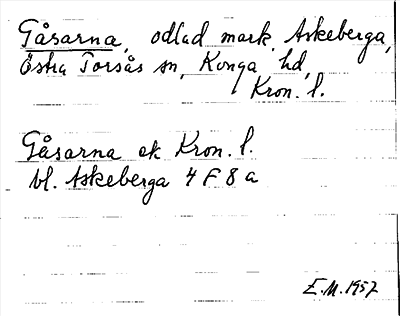 Gåsarna, odlad mark, Askeberga,
Östra Torsås sn, Konga hd,
Kron. l.
Gåsarna ek Kron. l.
bl. Askeberga 4 F 8 a
E.M. 1957